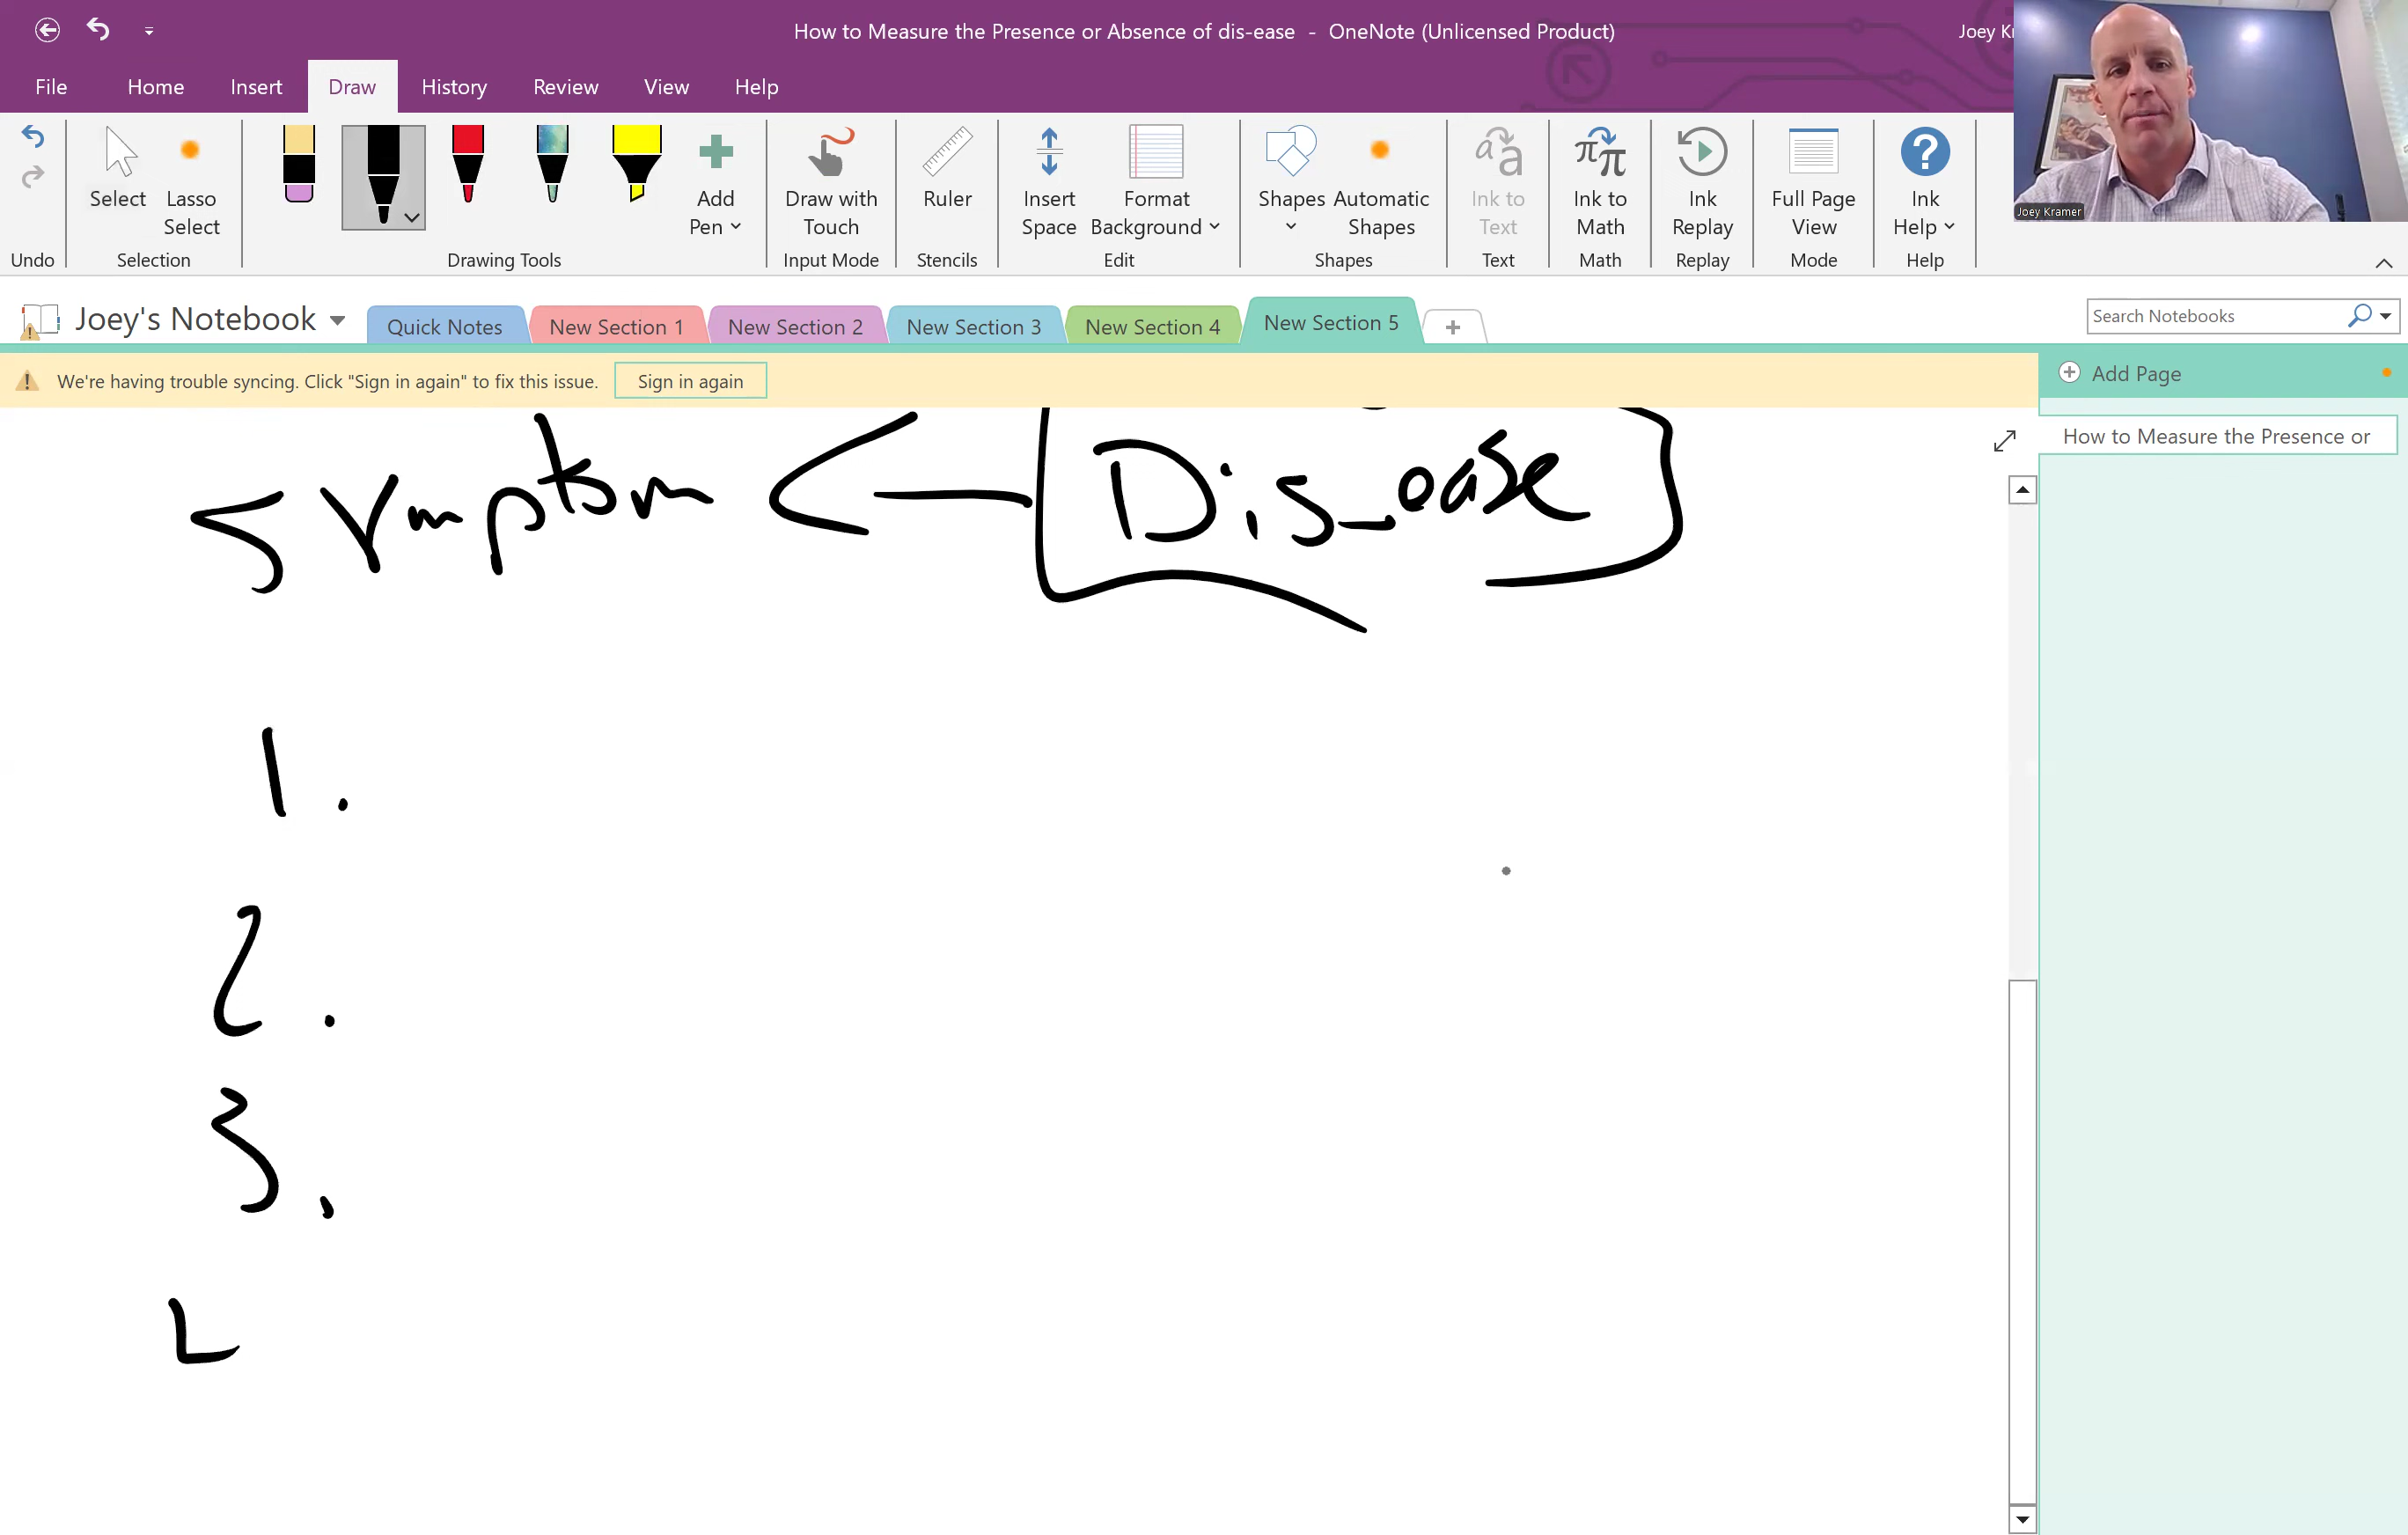 How to Measure the Presence or Absence of dis-ease - OneNote (Unlicensed Product)
Joey Kr
File Home Insert Draw History Review View Help
Select
Lasso Select
Add Pen
Draw with Touch
Ruler
Insert Space
Format Background
Shapes
Automatic Shapes
Ink to Text
Ink to Math
Ink Replay
Full Page View
Ink Help
Undo Selection Drawing Tools Input Mode Stencils Edit Shapes Text Math Replay Mode Help
Joey Kramer
Joey's Notebook Quick Notes New Section 1 New Section 2 New Section 3 New Section 4 New Section 5 + Search Notebooks
We're having trouble syncing. Click "Sign in again" to fix this issue. Sign in again
Add Page
How to Measure the Presence or
Symptom ← Dis-ease
1.
2.
3.
L